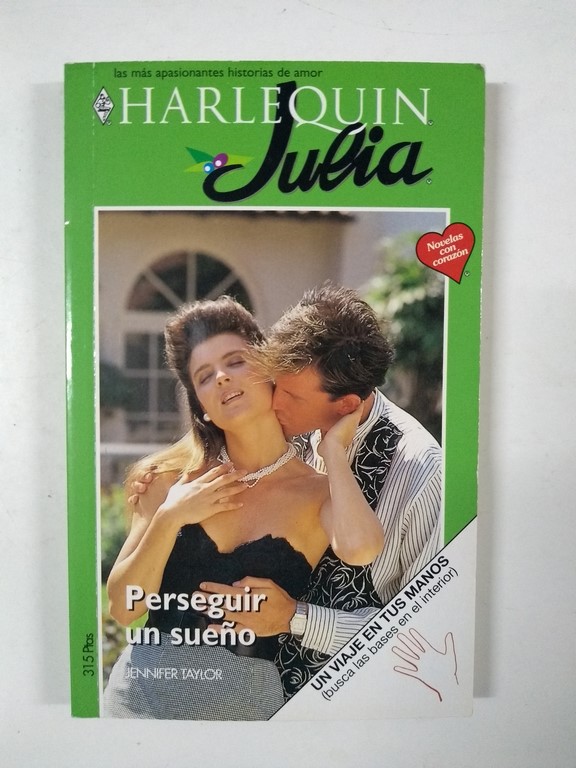 las más apasionantes historias de amor
HARLEQUIN
Julia
Novelas
con
corazón
Perseguir
un sueño
JENNIFER TAYLOR
315 Ptas
UN VIAJE EN TUS MANOS
(busca las bases en el interior)